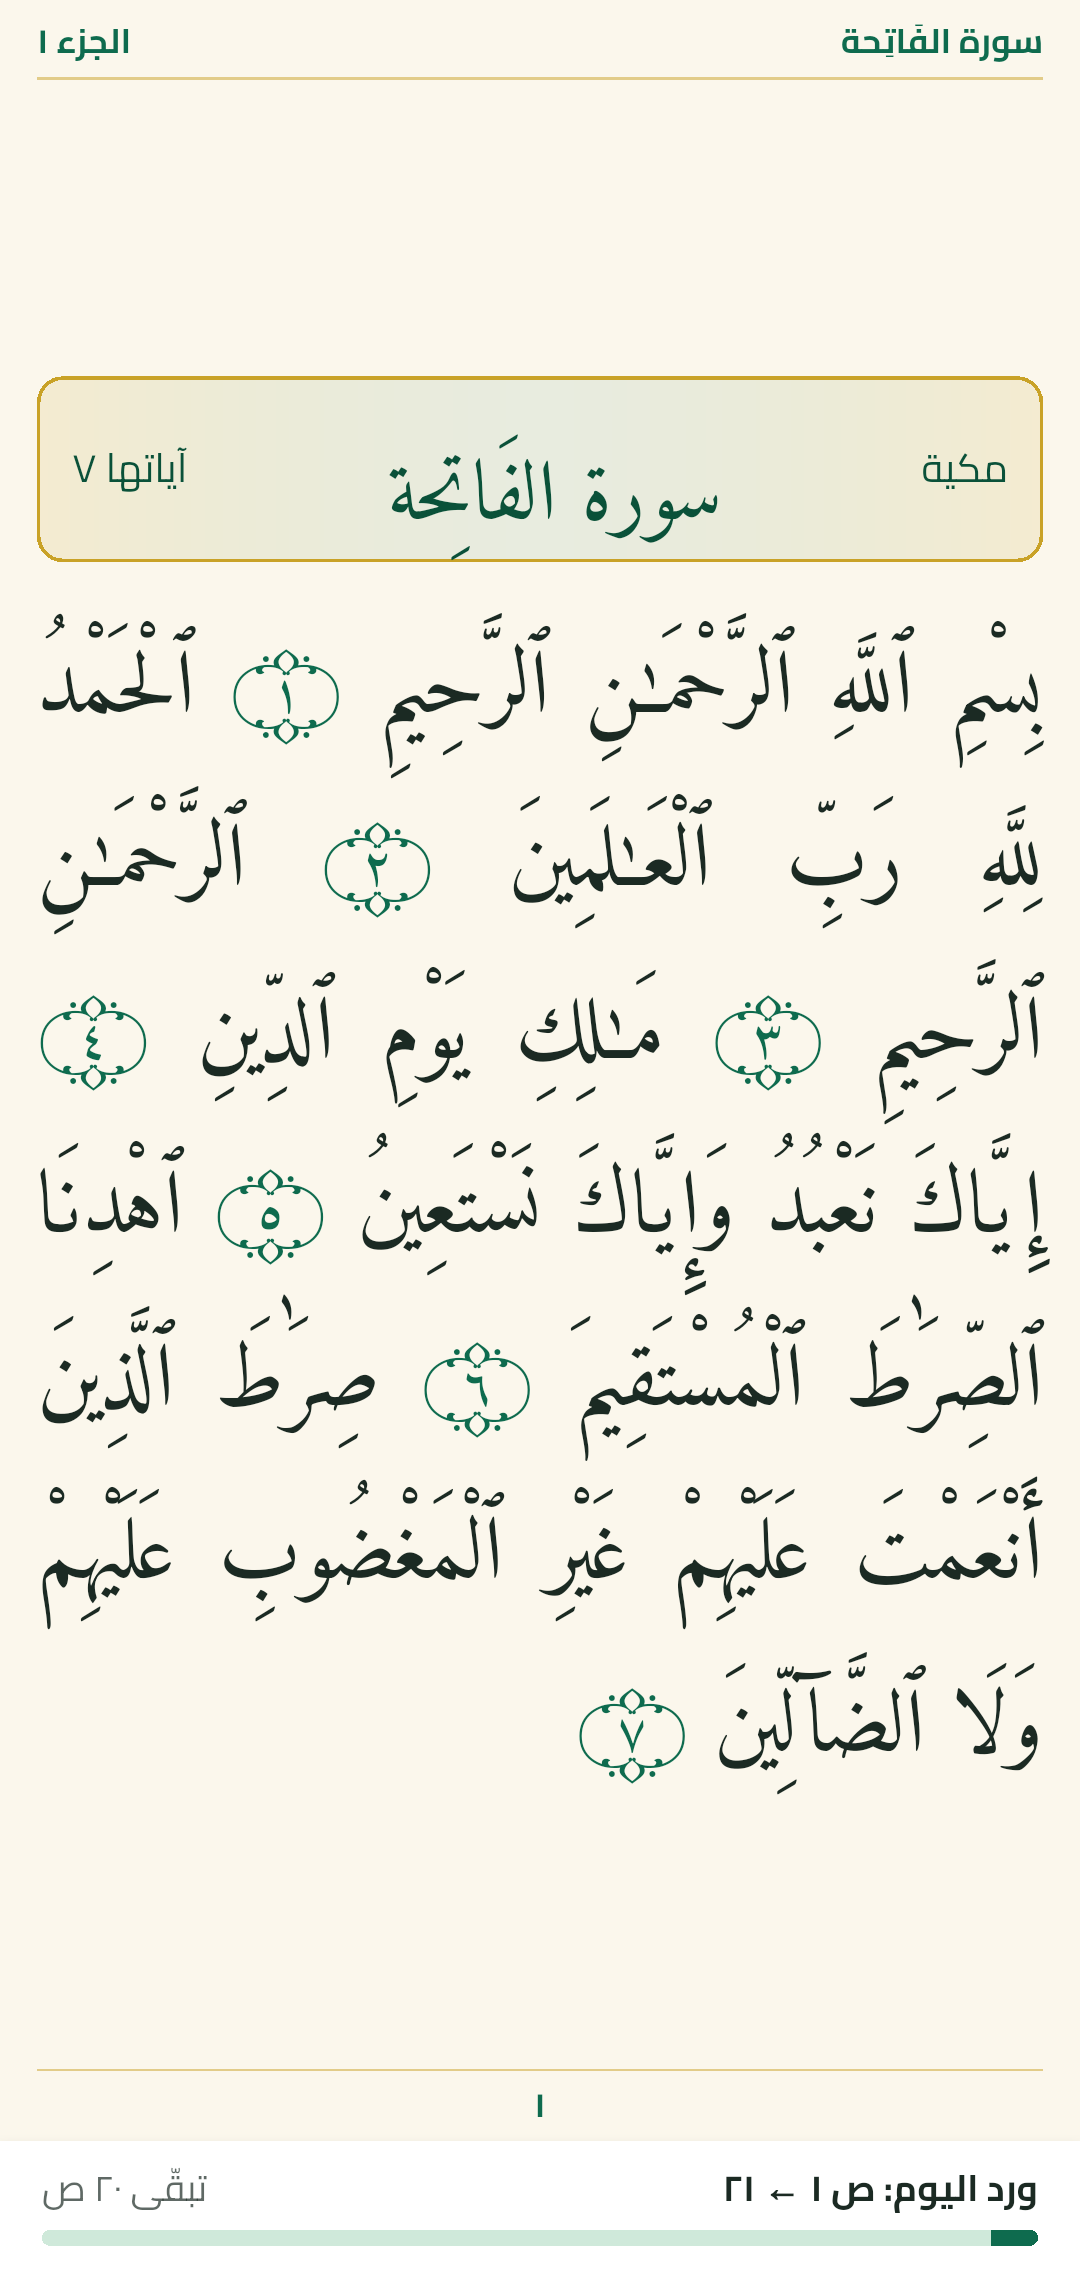 سورة الفَاتِحة
الجزء ١
مكية
سورة الفَاتِحة
آياتها ٧
بِسْمِ ٱللَّهِ ٱلرَّحْمَـٰنِ ٱلرَّحِيمِ ١ ٱلْحَمْدُ
لِلَّهِ رَبِّ ٱلْعَـٰلَمِينَ ٢ ٱلرَّحْمَـٰنِ
ٱلرَّحِيمِ ٣ مَـٰلِكِ يَوْمِ ٱلدِّينِ ٤
إِيَّاكَ نَعْبُدُ وَإِيَّاكَ نَسْتَعِينُ ٥ ٱهْدِنَا
ٱلصِّرَٰطَ ٱلْمُسْتَقِيمَ ٦ صِرَٰطَ ٱلَّذِينَ
أَنْعَمْتَ عَلَيْهِمْ غَيْرِ ٱلْمَغْضُوبِ عَلَيْهِمْ
وَلَا ٱلضَّآلِّينَ ٧
١
ورد اليوم: ص ١ ← ٢١
تبقّى ٢٠ ص